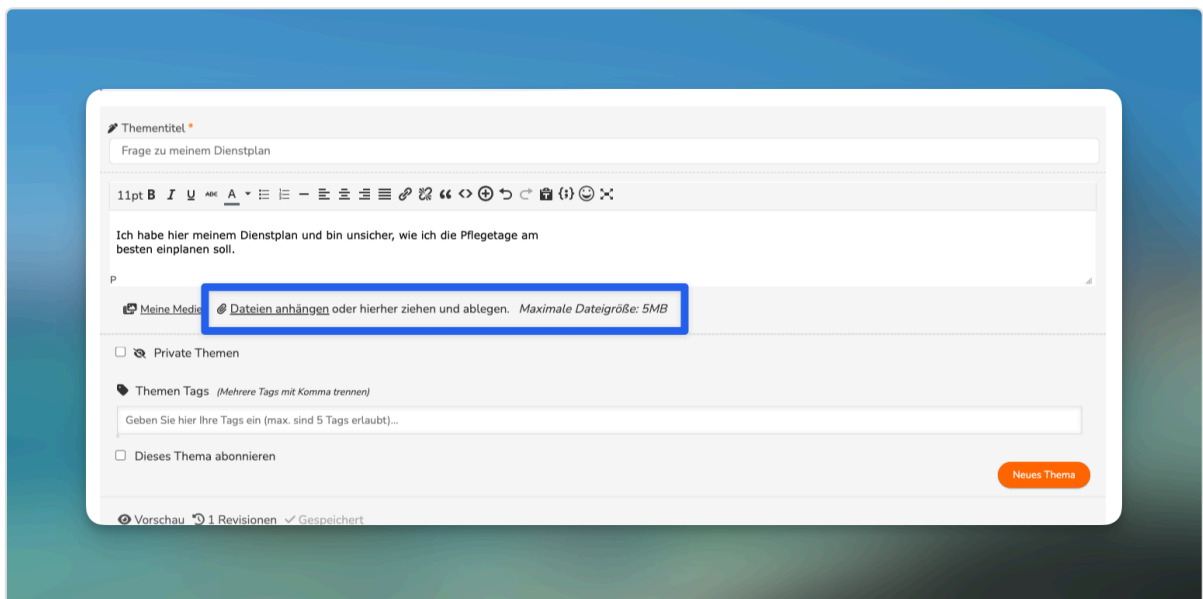 Thementitel *
Frage zu meinem Dienstplan
11pt B I U ABC A
Ich habe hier meinem Dienstplan und bin unsicher, wie ich die Pflegetage am
besten einplanen soll.
P
Meine Medie Dateien anhängen oder hierher ziehen und ablegen. Maximale Dateigröße: 5MB
Private Themen
Themen Tags (Mehrere Tags mit Komma trennen)
Geben Sie hier Ihre Tags ein (max. sind 5 Tags erlaubt)...
Dieses Thema abonnieren
Neues Thema
Vorschau 1 Revisionen Gespeichert